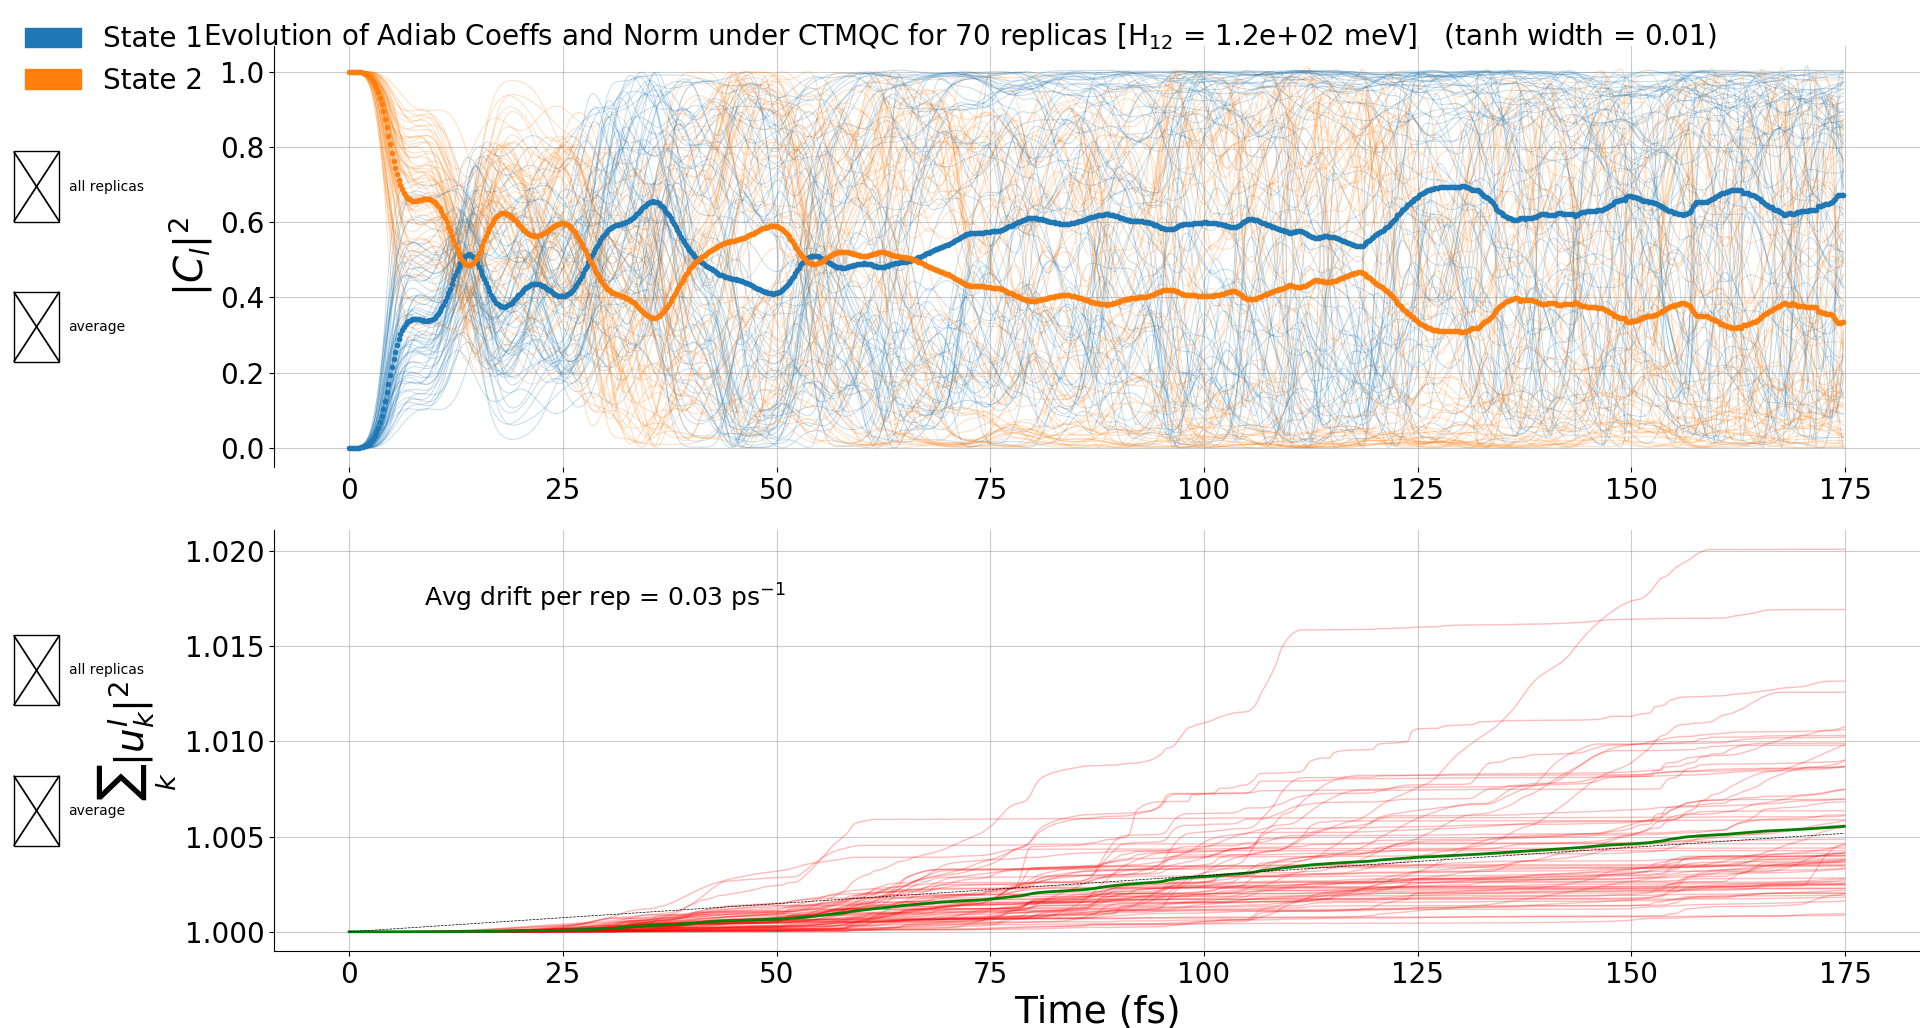 Evolution of Adiab Coeffs and Norm under CTMQC for 70 replicas [H₁₂ = 1.2e+02 meV]   (tanh width = 0.01)
State 1
State 2
all replicas
average
|C_l|²
1.0
0.8
0.6
0.4
0.2
0.0
0 25 50 75 100 125 150 175
Avg drift per rep = 0.03 ps⁻¹
all replicas
average
∑_k |u_k^l|²
1.020
1.015
1.010
1.005
1.000
0 25 50 75 100 125 150 175
Time (fs)